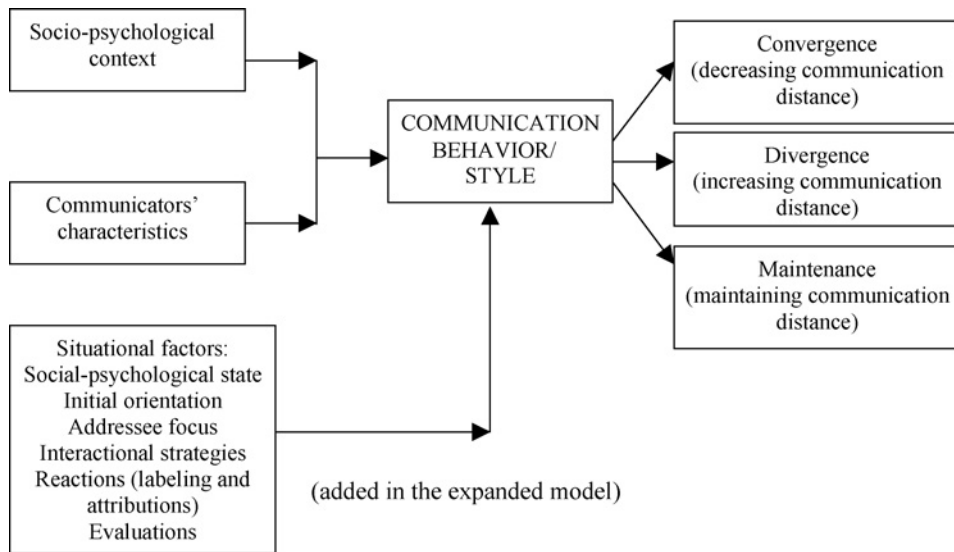 Socio-psychological
context
Communicators’
characteristics
Situational factors:
Social-psychological state
Initial orientation
Addressee focus
Interactional strategies
Reactions (labeling and
attributions)
Evaluations
(added in the expanded model)
COMMUNICATION
BEHAVIOR/
STYLE
Convergence
(decreasing communication
distance)
Divergence
(increasing communication
distance)
Maintenance
(maintaining communication
distance)